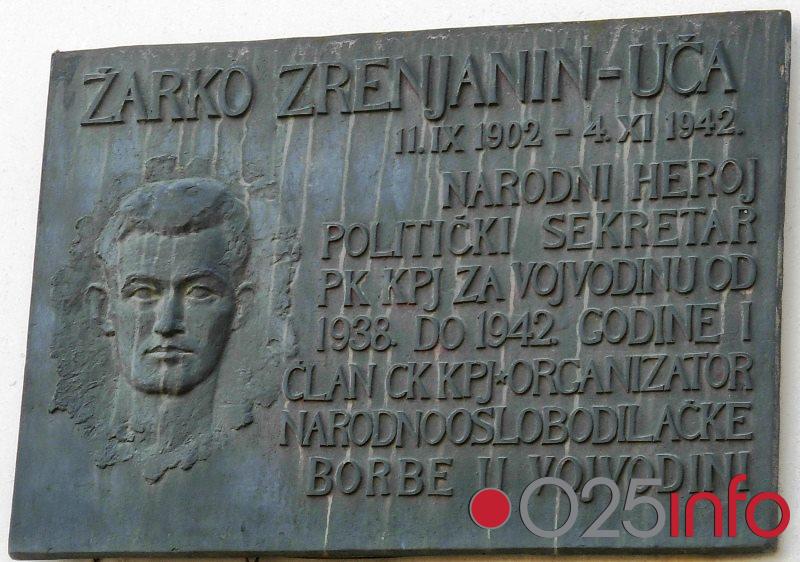 ŽARKO ZRENJANIN-UČA
11.IX 1902 - 4.XI 1942.
NARODNI HEROJ
POLITIČKI SEKRETAR
PK KPJ ZA VOJVODINU OD
1938. DO 1942. GODINE I
ČLAN CK KPJ*ORGANIZATOR
NARODNOOSLOBODILAČKE
BORBE U VOJVODINI
025info